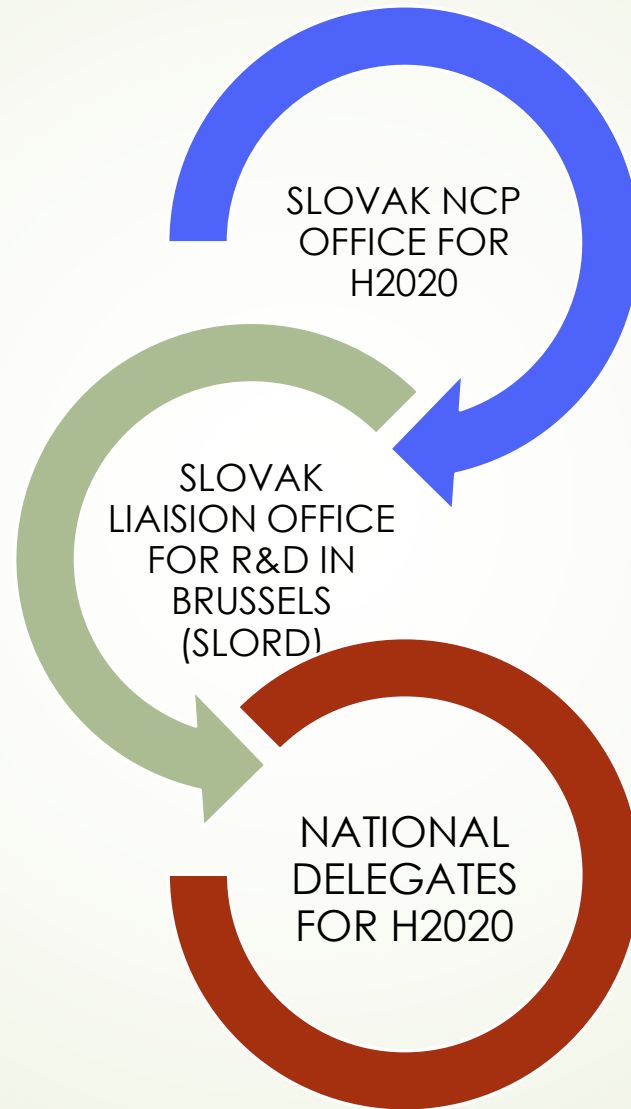 SLOVAK NCP
OFFICE FOR
H2020
SLOVAK
LIAISION OFFICE
FOR R&D IN
BRUSSELS
(SLORD)
NATIONAL
DELEGATES
FOR H2020